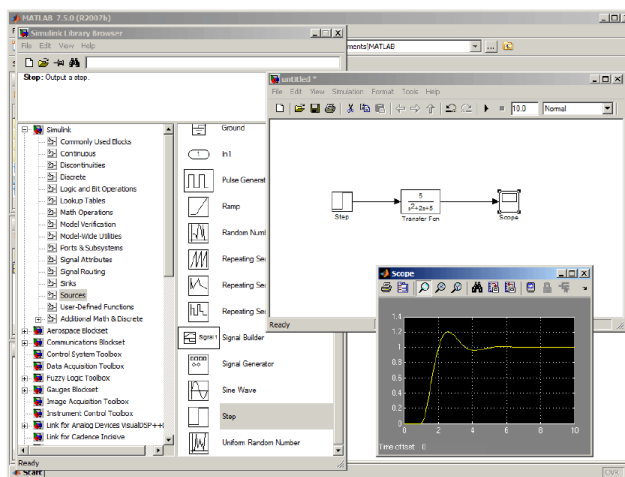 MATLAB 7.5.0 (R2007b)
Simulink Library Browser
File Edit View Help
Stop: Output a stop.
Simulink
Commonly Used Blocks
Continuous
Discontinuities
Discrete
Logic and Bit Operations
Lookup Tables
Math Operations
Model Verification
Model-Wide Utilities
Ports & Subsystems
Signal Attributes
Signal Routing
Sinks
Sources
User-Defined Functions
Additional Math & Discrete
Aerospace Blockset
Communications Blockset
Control System Toolbox
Data Acquisition Toolbox
Fuzzy Logic Toolbox
Gauges Blockset
Image Acquisition Toolbox
Instrument Control Toolbox
Link for Analog Devices VisualDSP++(
Link for Cadence Incisive
Ready
Start
Ground
1
In1
Pulse Generat
Ramp
Random Numb
Repeating Se
Repeating Se
Repeating Se
Signal 1
Signal Builder
Signal Generator
Sine Wave
Step
Uniform Random Number
ments\MATLAB
...
untitled *
File Edit View Simulation Format Tools Help
10.0
Normal
Step
5
s²+2s+5
Transfer Fcn
Scope
Ready
Scope
1.4
1.2
1
0.8
0.6
0.4
0.2
0
0 2 4 6 8 10
Time offset: 0
OVR